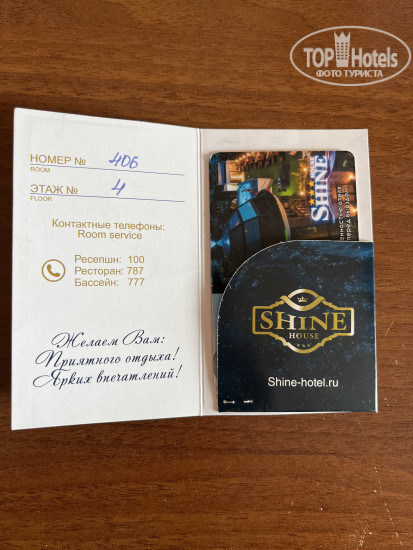 TOP Hotels
ФОТО ТУРИСТА
НОМЕР № 406
ROOM
ЭТАЖ № 4
FLOOR
Контактные телефоны:
Room service
Ресепшн: 100
Ресторан: 787
Бассейн: 777
Желаем Вам:
Приятного отдыха!
Ярких впечатлений!
SHINE
SHINE
HOUSE
Shine-hotel.ru